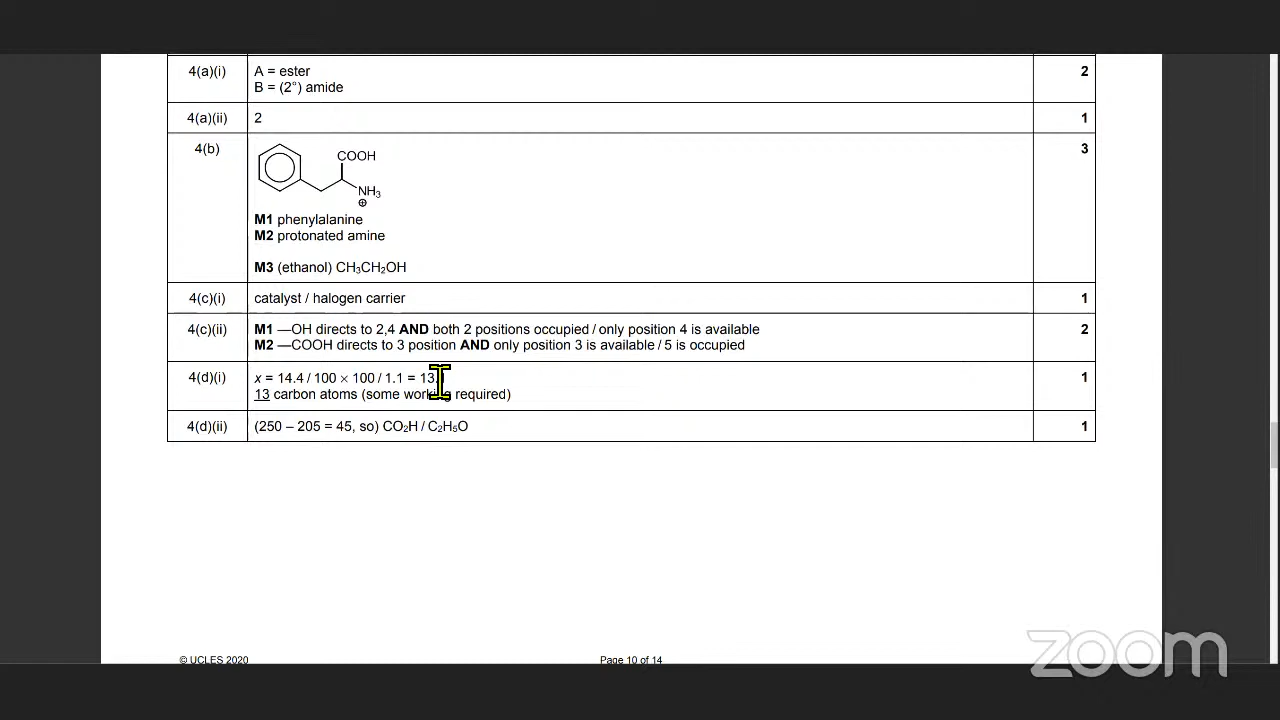 4(a)(i) A = ester 2
B = (2°) amide
4(a)(ii) 2 1
4(b) 3
COOH
NH₃
⊕
M1 phenylalanine
M2 protonated amine
M3 (ethanol) CH₃CH₂OH
4(c)(i) catalyst / halogen carrier 1
4(c)(ii) M1 —OH directs to 2,4 AND both 2 positions occupied / only position 4 is available 2
M2 —COOH directs to 3 position AND only position 3 is available / 5 is occupied
4(d)(i) x = 14.4 / 100 × 100 / 1.1 = 13. 1
13 carbon atoms (some working required)
4(d)(ii) (250 – 205 = 45, so) CO₂H / C₂H₅O 1
© UCLES 2020 Page 10 of 14
zoom